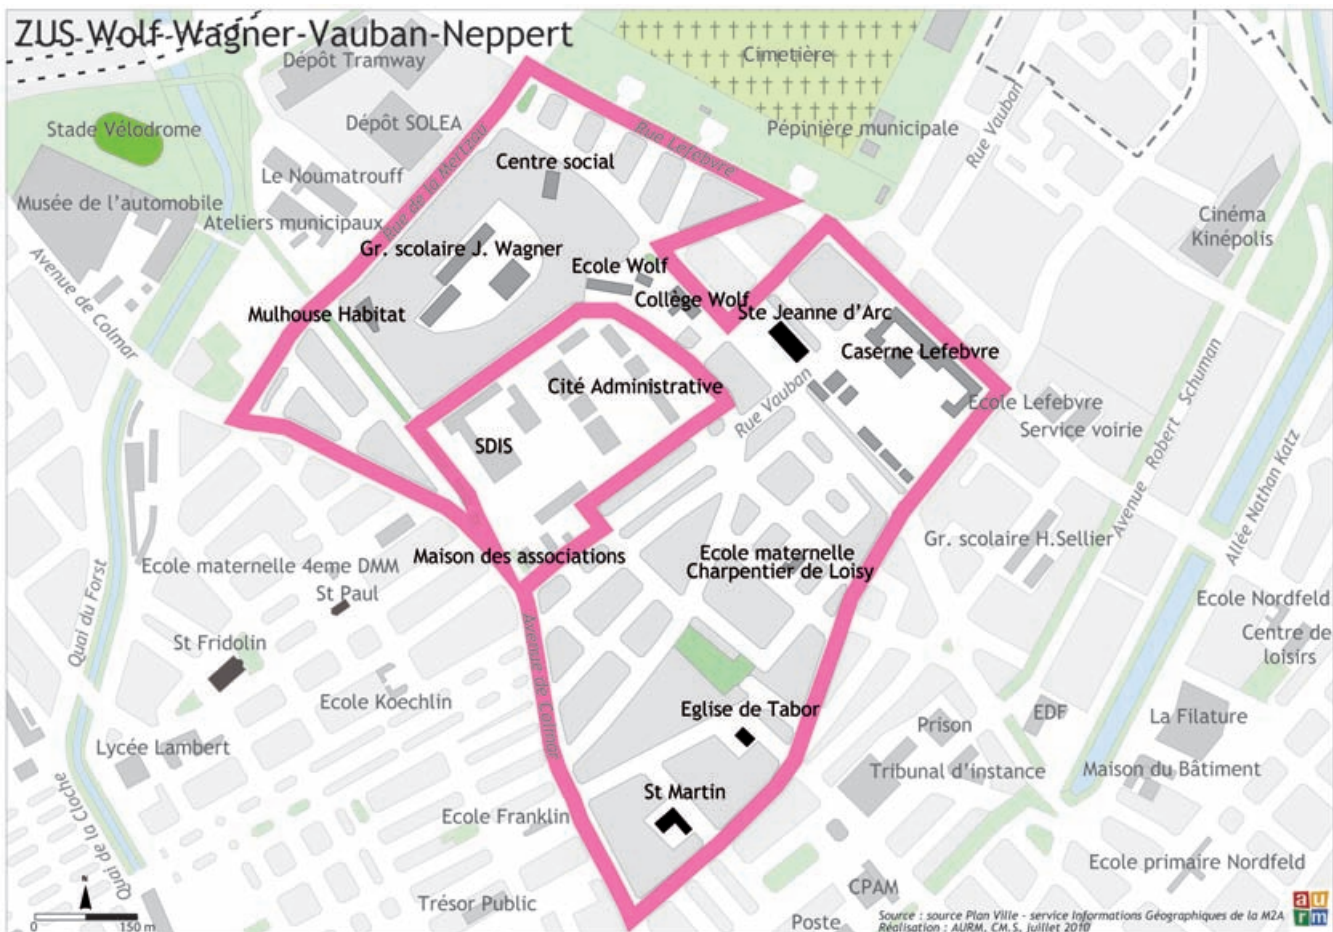 ZUS-Wolf-Wagner-Vauban-Neppert
Dépôt Tramway
Cimetière
Stade Vélodrome
Dépôt SOLEA
Rue Lefebvre
Pépinière municipale
Rue Vauban
Centre social
Le Noumatrouff
Rue de la Mertzau
Musée de l'automobile
Ateliers municipaux
Cinéma
Kinépolis
Gr. scolaire J. Wagner
Ecole Wolf
Avenue de Colmar
Mulhouse Habitat
Collège Wolf
Ste Jeanne d'Arc
Caserne Lefebvre
Cité Administrative
Rue Vauban
Ecole Lefebvre
Service voirie
Avenue Robert Schuman
SDIS
Allée Nathan Katz
Gr. scolaire H.Sellier
Maison des associations
Ecole maternelle
Charpentier de Loisy
Ecole maternelle 4eme DMM
St Paul
Quai du Forst
Ecole Nordfeld
Centre de
loisirs
St Fridolin
Avenue de Colmar
Ecole Koechlin
Eglise de Tabor
Prison
EDF
La Filature
Lycée Lambert
Tribunal d'instance
Maison du Bâtiment
St Martin
Ecole Franklin
Quai de la Cloche
Ecole primaire Nordfeld
CPAM
Trésor Public
Poste
N
0 150 m
Source : source Plan Ville - service Informations Géographiques de la M2A
Réalisation : AURM, CM.S, juillet 2010
au
rm